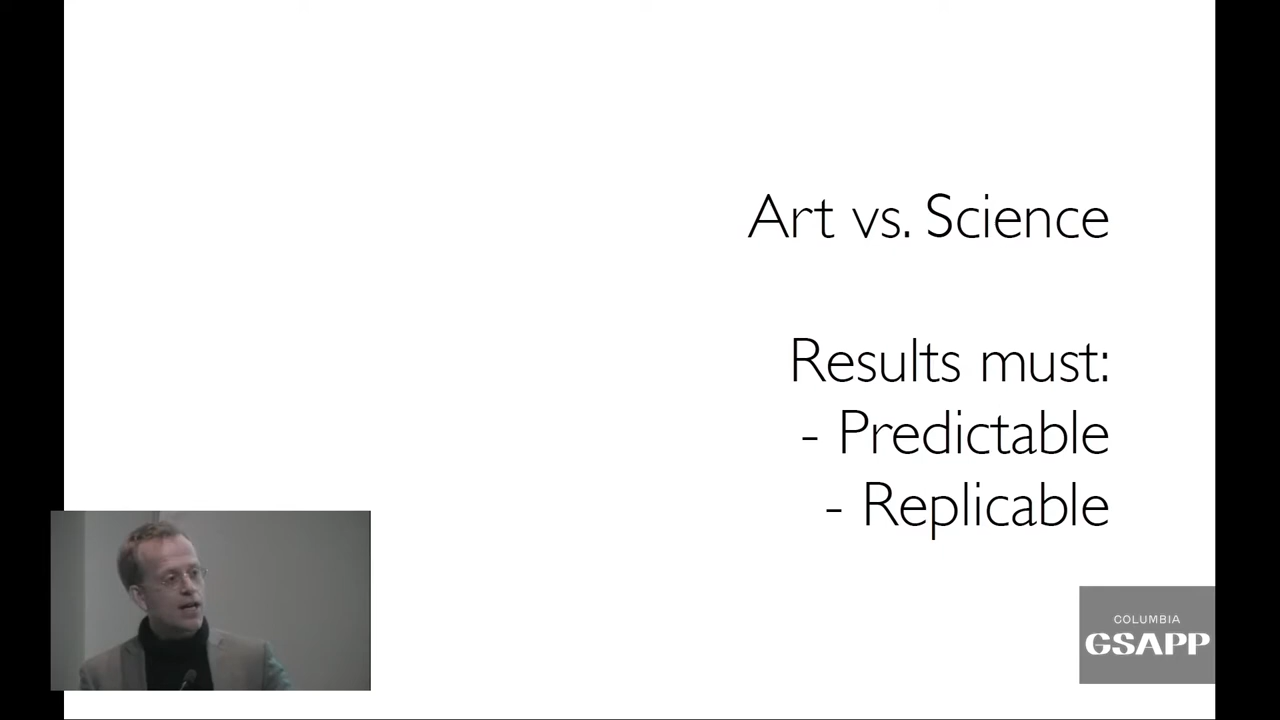 Art vs. Science
Results must:
- Predictable
- Replicable
COLUMBIA
GSAPP